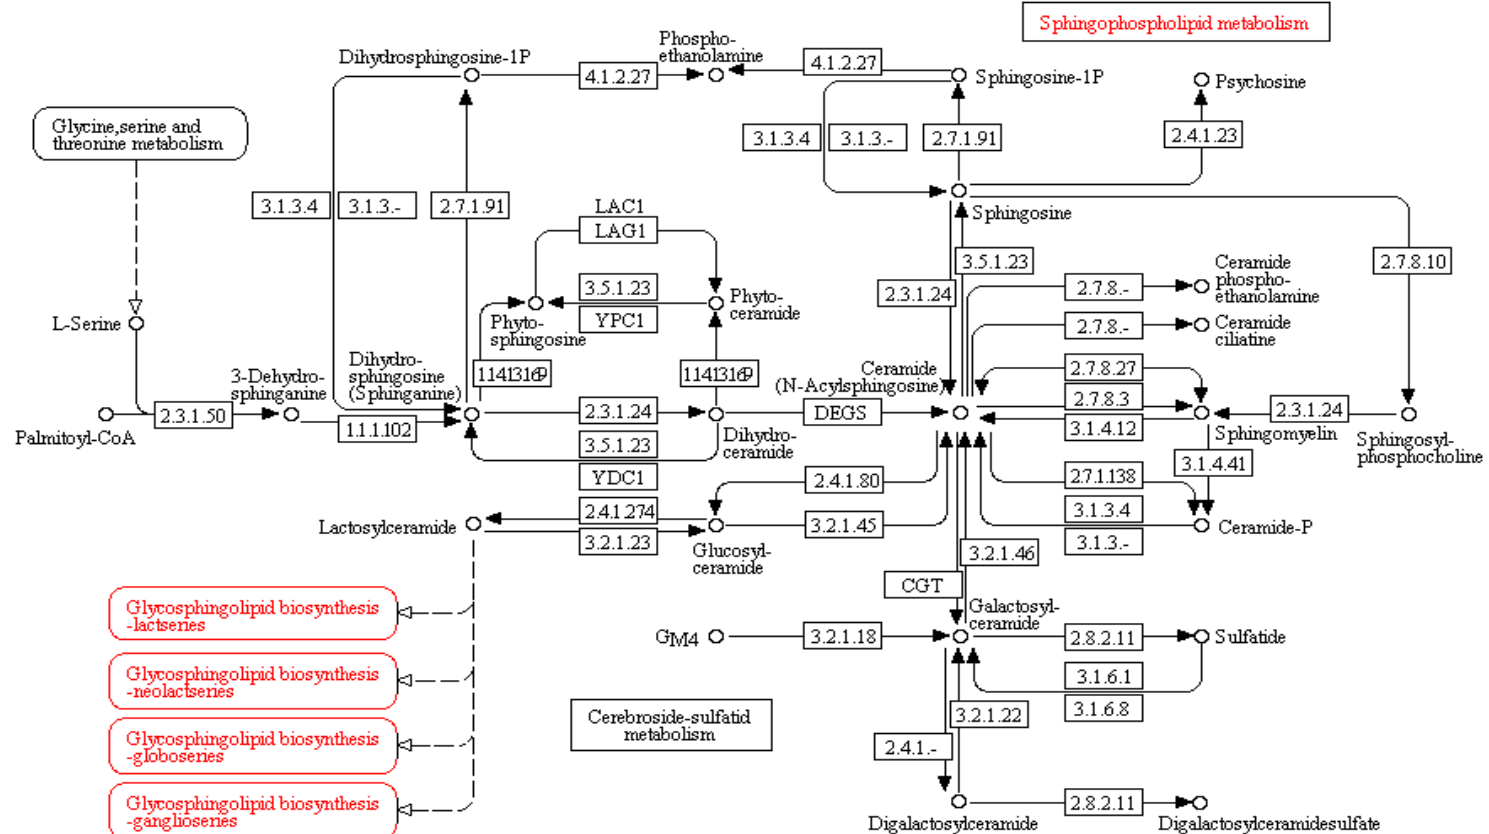 Sphingophospholipid metabolism
Phospho-
ethanolamine
Dihydrosphingosine-1P
4.1.2.27
4.1.2.27
Sphingosine-1P
Psychosine
Glycine,serine and
threonine metabolism
3.1.3.4
3.1.3.-
2.7.1.91
2.4.1.23
3.1.3.4
3.1.3.-
2.7.1.91
LAC1
LAG1
Sphingosine
3.5.1.23
2.7.8.10
2.3.1.24
3.5.1.23
YPC1
Phyto-
sphingosine
Phyto-
ceramide
2.7.8.-
Ceramide
phospho-
ethanolamine
L-Serine
2.7.8.-
Ceramide
ciliatine
3-Dehydro-
sphinganine
Dihydro-
sphingosine
(Sphinganine)
Ceramide
(N-Acylsphingosine)
2.7.8.27
2.7.8.3
3.1.4.12
Palmitoyl-CoA
2.3.1.50
1.1.1.102
2.3.1.24
3.5.1.23
YDC1
Dihydro-
ceramide
DEGS
Sphingomyelin
2.3.1.24
Sphingosyl-
phosphocholine
3.1.4.41
2.4.1.80
2.7.1.138
3.1.3.4
3.1.3.-
Ceramide-P
Lactosylceramide
2.4.1.274
3.2.1.23
Glucosyl-
ceramide
3.2.1.45
3.2.1.46
CGT
Glycosphingolipid biosynthesis
-lactseries
GM4
3.2.1.18
Galactosyl-
ceramide
2.8.2.11
Sulfatide
3.1.6.1
3.1.6.8
Glycosphingolipid biosynthesis
-neolactseries
Cerebroside-sulfatid
metabolism
3.2.1.22
2.4.1.-
Glycosphingolipid biosynthesis
-globoseries
Glycosphingolipid biosynthesis
-ganglioseries
Digalactosylceramide
2.8.2.11
Digalactosylceramidesulfate